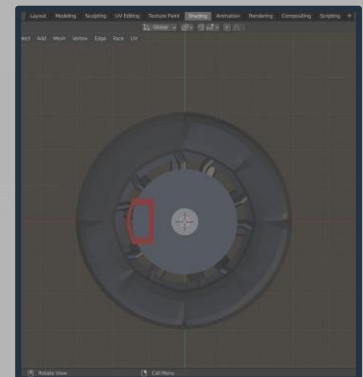 Layout Modeling Sculpting UV Editing Texture Paint Shading Animation Rendering Compositing Scripting +
Global
Add Mesh Vertex Edge Face UV
Rotate View Call Menu